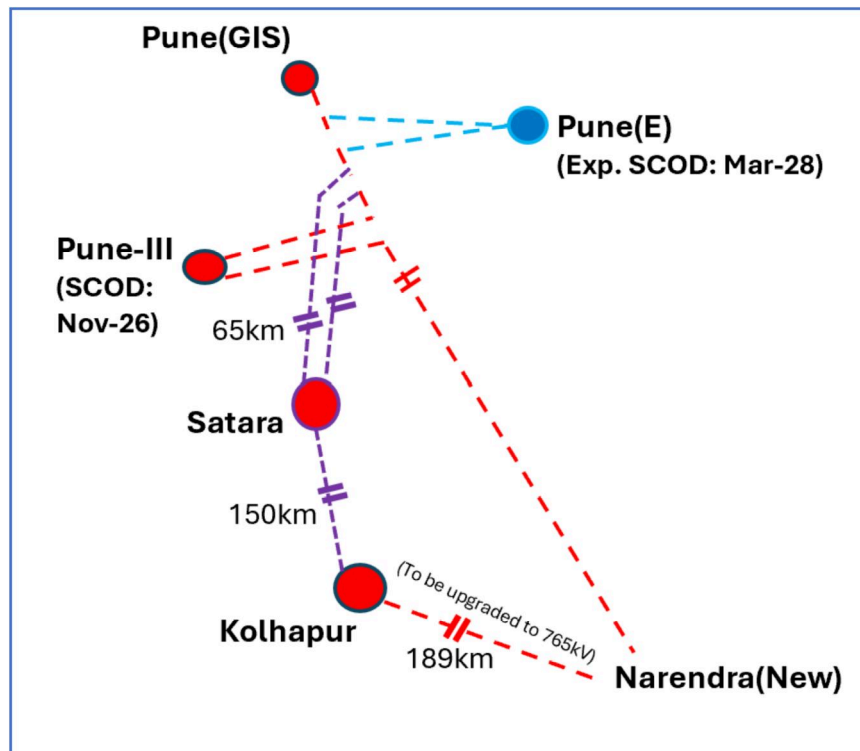 Pune(GIS)
Pune(E)
(Exp. SCOD: Mar-28)
Pune-III
(SCOD:
Nov-26)
65km
Satara
150km
(To be upgraded to 765kV)
Kolhapur
189km
Narendra(New)